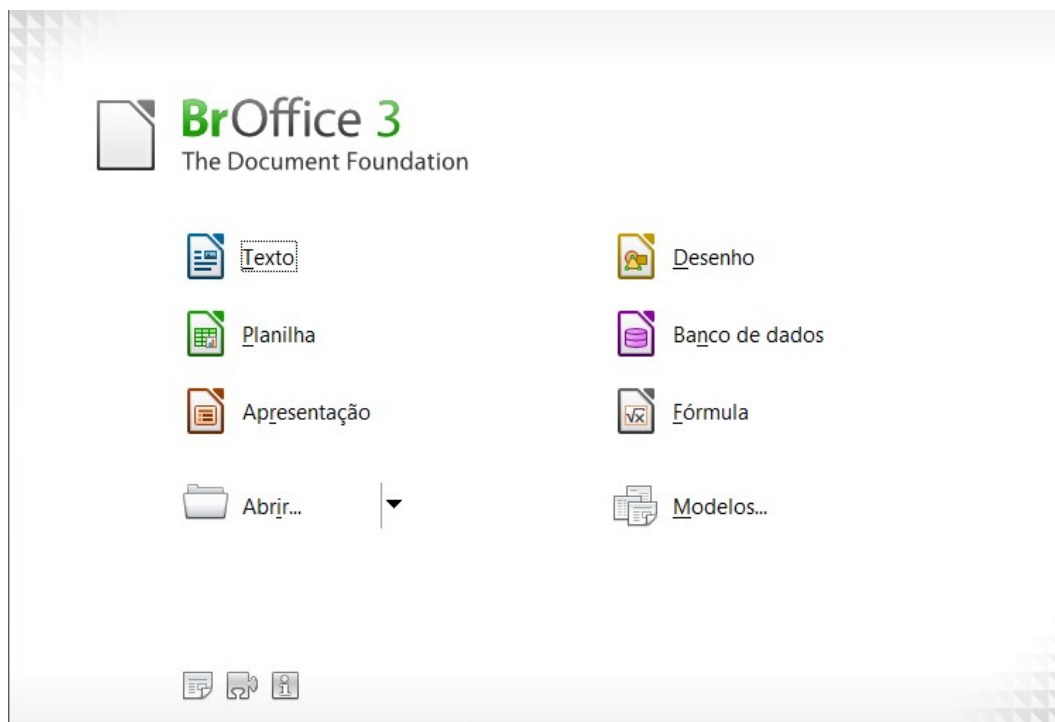 BrOffice 3
The Document Foundation
Texto
Desenho
Planilha
Banco de dados
Apresentação
Fórmula
Abrir...
Modelos...